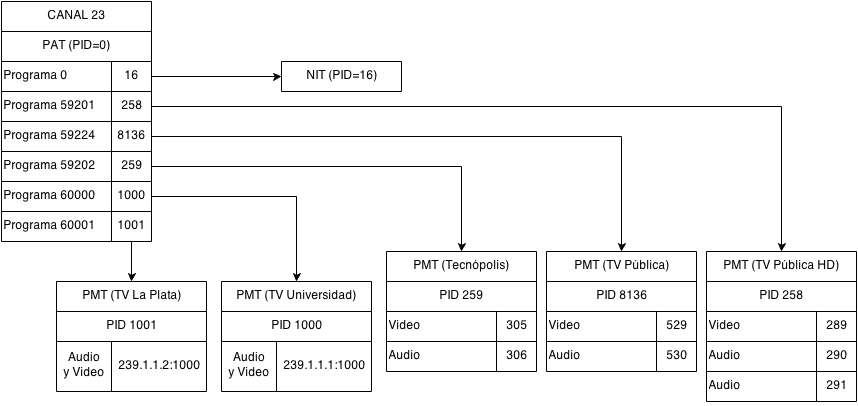 CANAL 23
PAT (PID=0)
Programa 0 16
Programa 59201 258
Programa 59224 8136
Programa 59202 259
Programa 60000 1000
Programa 60001 1001
NIT (PID=16)
PMT (TV La Plata)
PID 1001
Audio
y Video
239.1.1.2:1000
PMT (TV Universidad)
PID 1000
Audio
y Video
239.1.1.1:1000
PMT (Tecnópolis)
PID 259
Video 305
Audio 306
PMT (TV Pública)
PID 8136
Video 529
Audio 530
PMT (TV Pública HD)
PID 258
Video 289
Audio 290
Audio 291